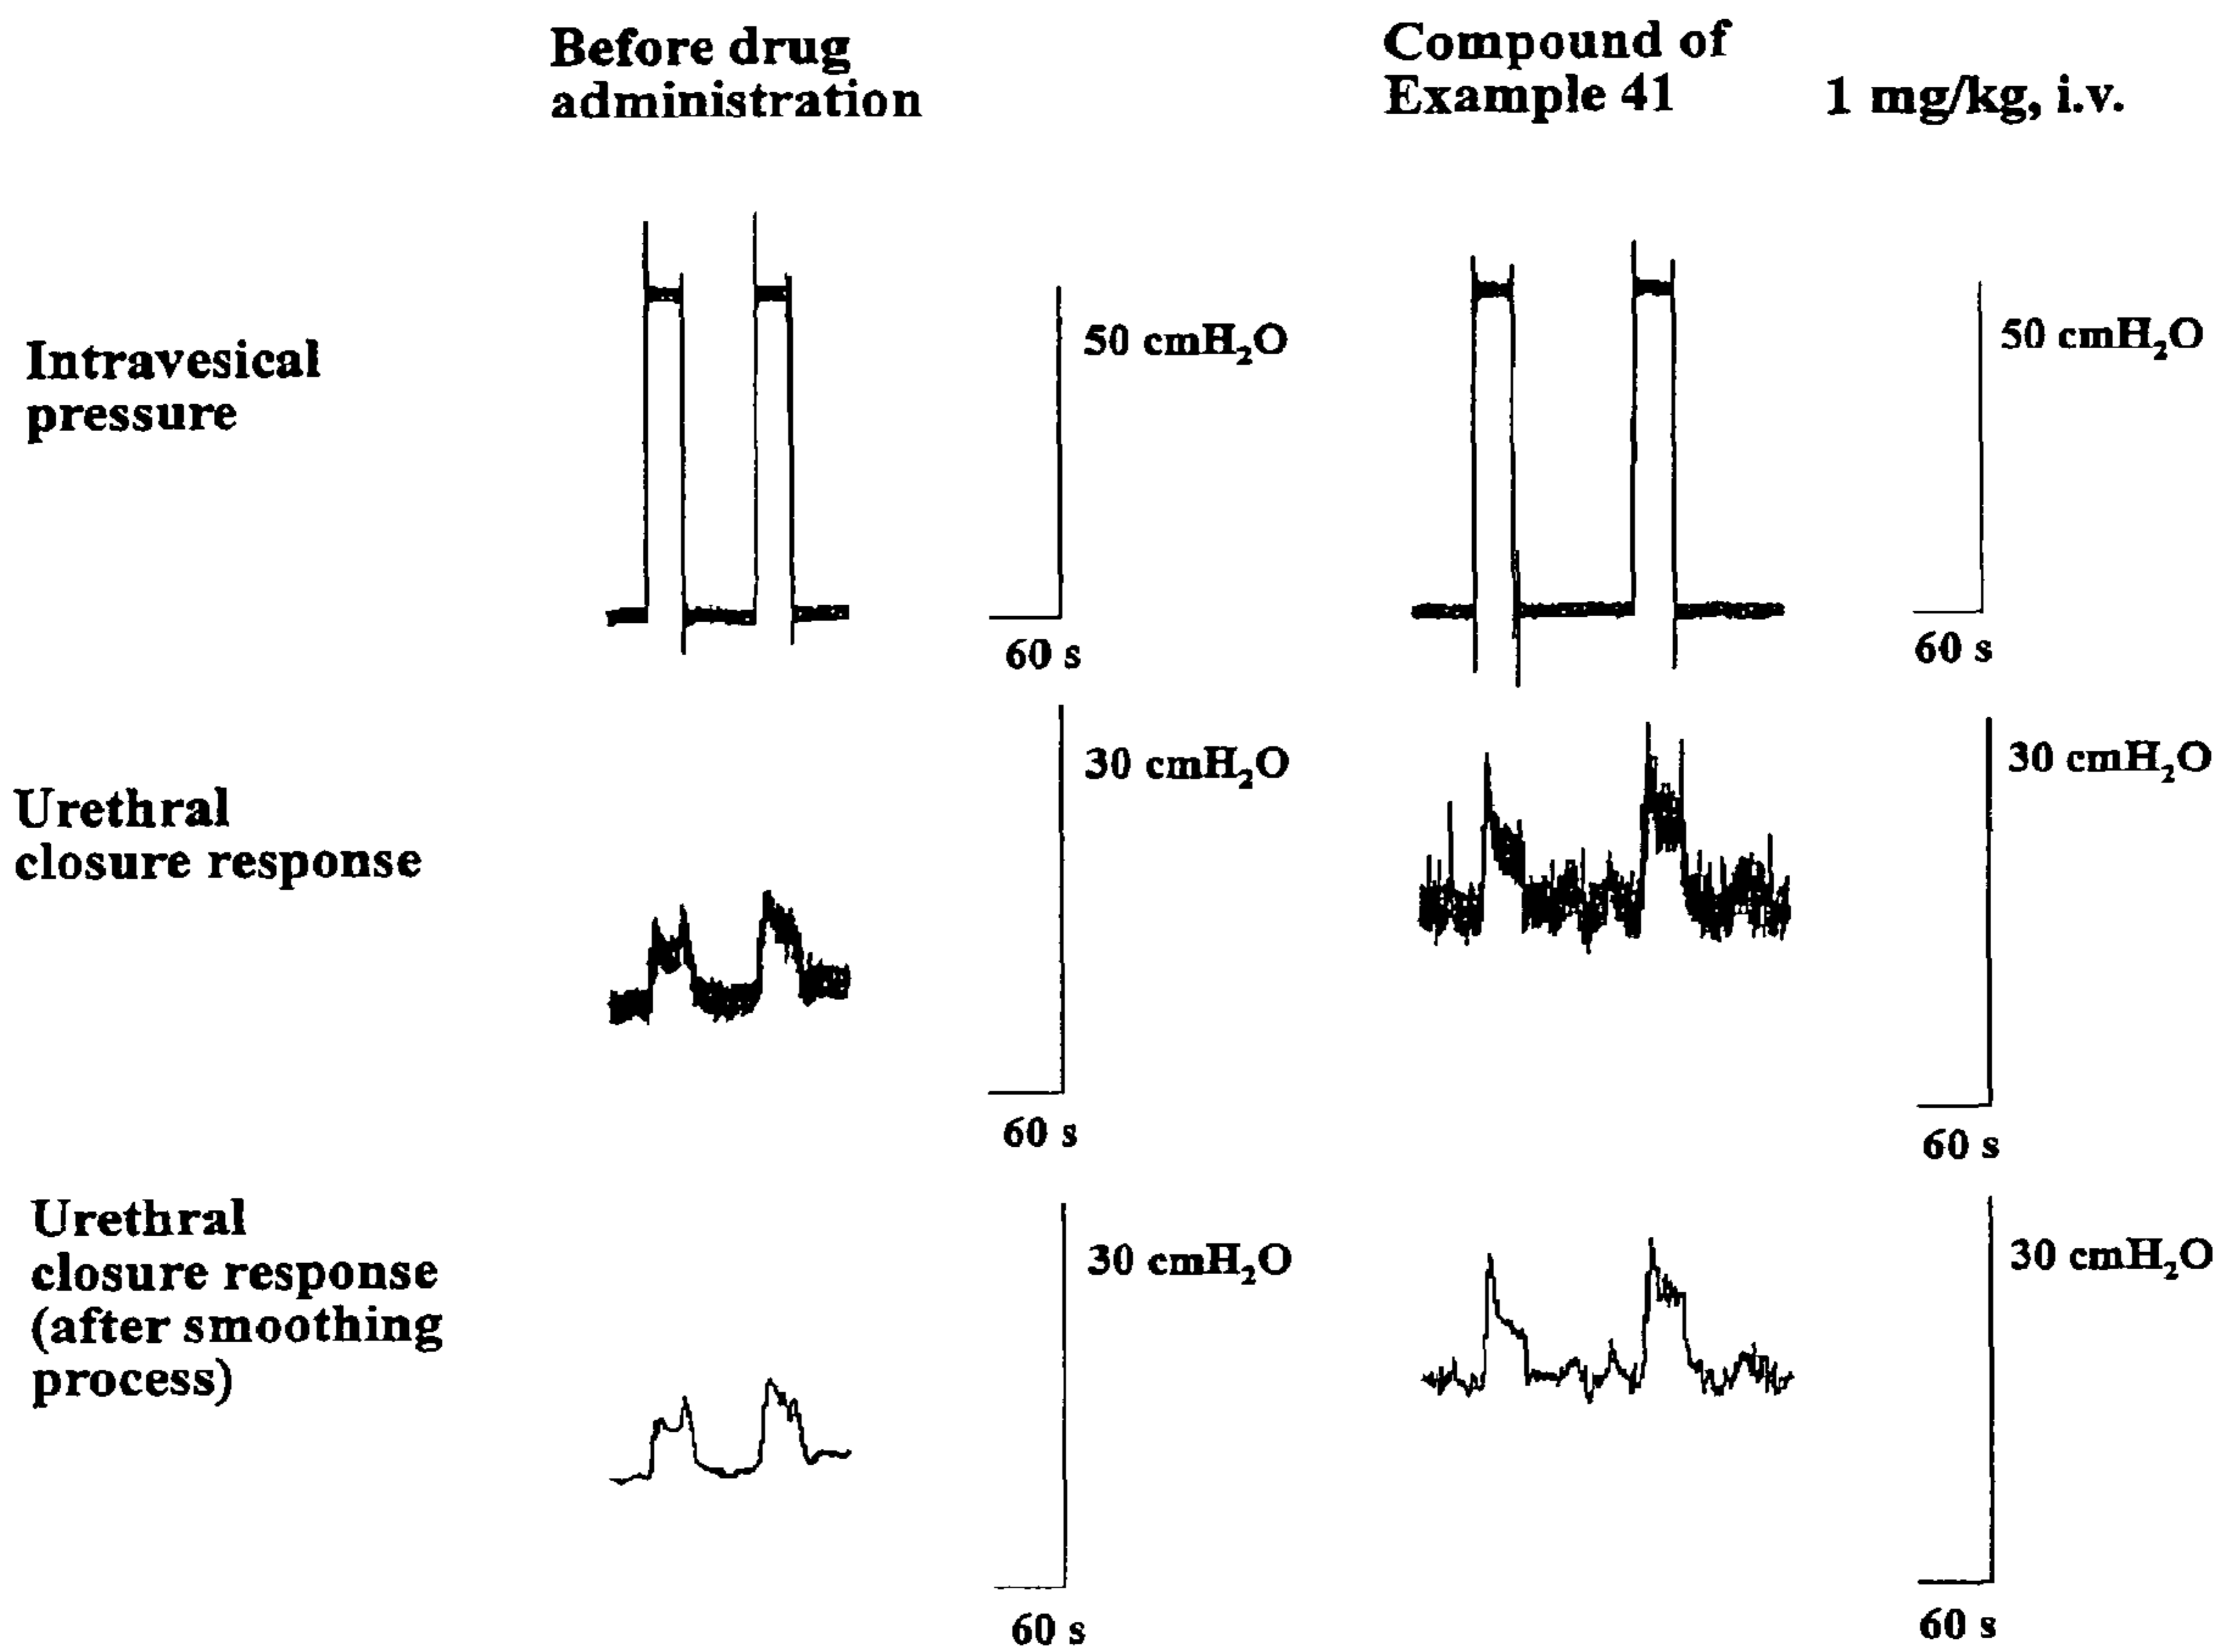 Before drug
administration
Compound of
Example 41
1 mg/kg, i.v.
Intravesical
pressure
50 cmH₂O
60 s
50 cmH₂O
60 s
Urethral
closure response
30 cmH₂O
60 s
30 cmH₂O
60 s
Urethral
closure response
(after smoothing
process)
30 cmH₂O
60 s
30 cmH₂O
60 s